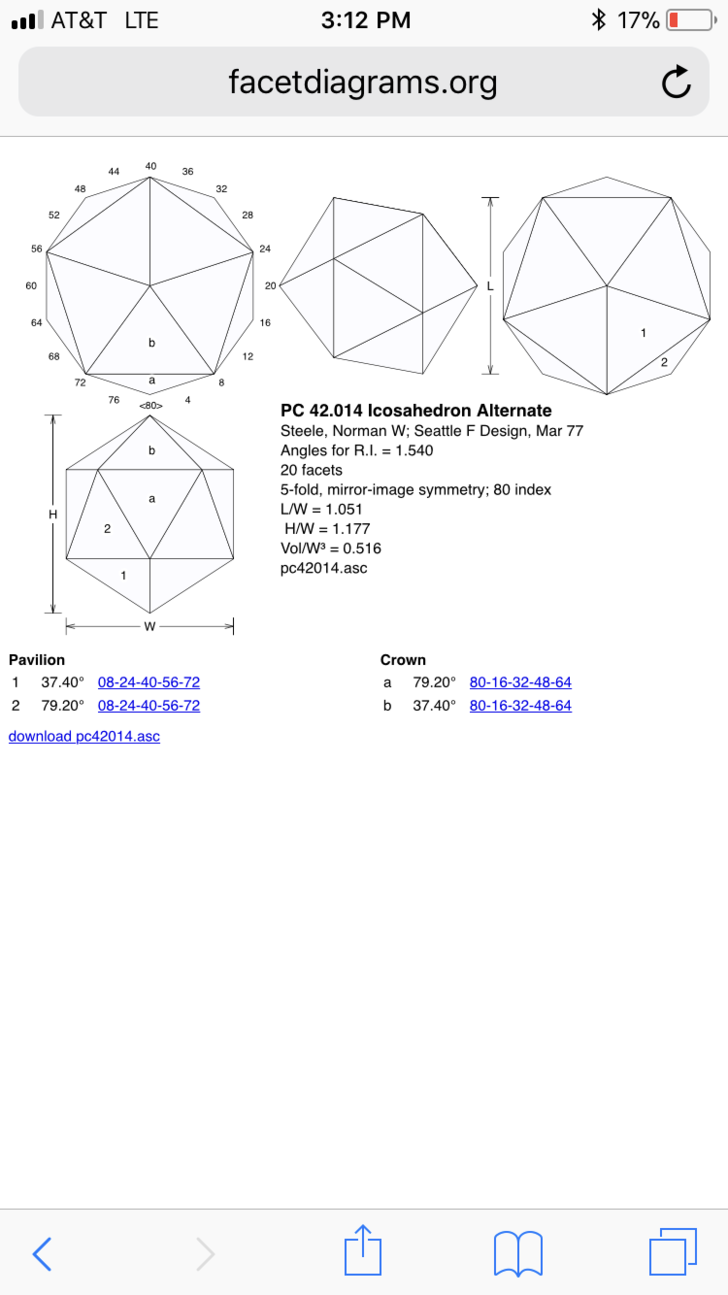 AT&T LTE 3:12 PM 17%
facetdiagrams.org
40
44 36
48 32
52 28
56 24
60 20 L
64 16 1
68 b 12 2
72 a 8
76 <80> 4
PC 42.014 Icosahedron Alternate
Steele, Norman W; Seattle F Design, Mar 77
Angles for R.I. = 1.540
20 facets
5-fold, mirror-image symmetry; 80 index
L/W = 1.051
H/W = 1.177
Vol/W³ = 0.516
pc42014.asc
b
a
H 2
1
W
Pavilion Crown
1 37.40° 08-24-40-56-72 a 79.20° 80-16-32-48-64
2 79.20° 08-24-40-56-72 b 37.40° 80-16-32-48-64
download pc42014.asc